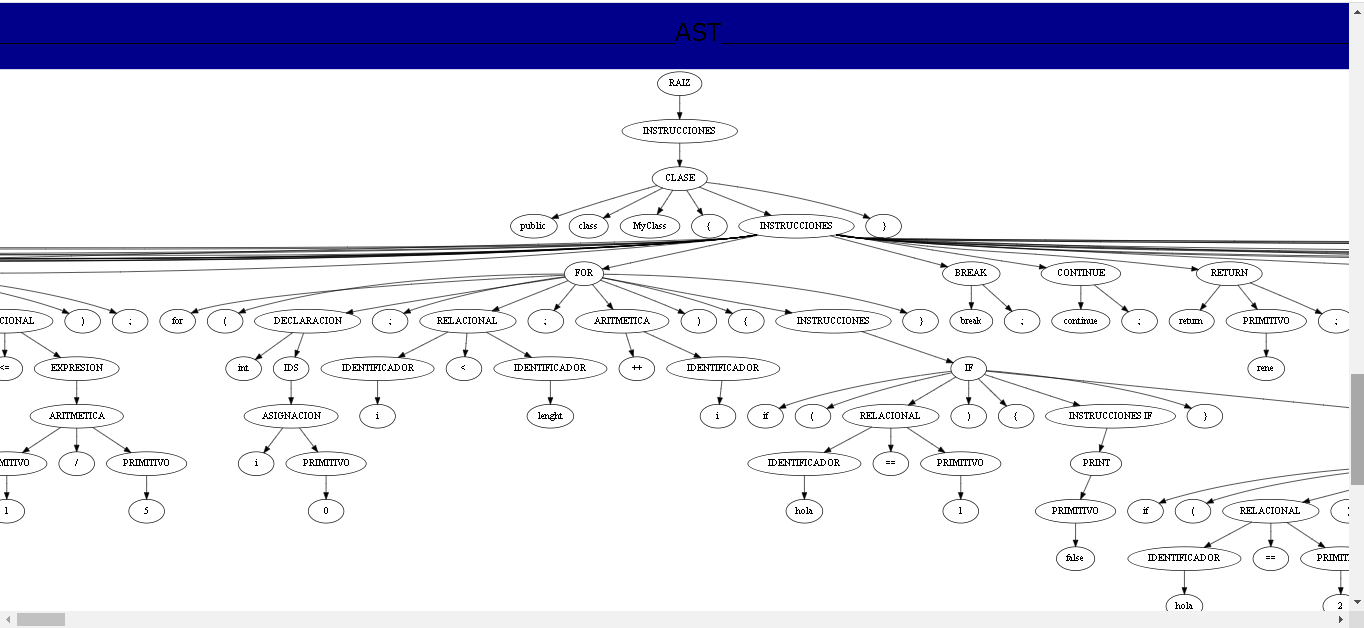 AST
RAIZ
INSTRUCCIONES
CLASE
public class MyClass { INSTRUCCIONES }
FOR BREAK CONTINUE RETURN
CIONAL ) ; for ( DECLARACION ; RELACIONAL ; ARITMETICA ) { INSTRUCCIONES } break ; continue ; return PRIMITIVO ;
<= EXPRESION int IDS IDENTIFICADOR < IDENTIFICADOR ++ IDENTIFICADOR IF rene
ARITMETICA ASIGNACION i lenght i if ( RELACIONAL ) { INSTRUCCIONES IF }
MITIVO / PRIMITIVO i PRIMITIVO IDENTIFICADOR == PRIMITIVO PRINT
1 5 0 hola 1 PRIMITIVO if ( RELACIONAL )
false IDENTIFICADOR == PRIMIT
hola 2